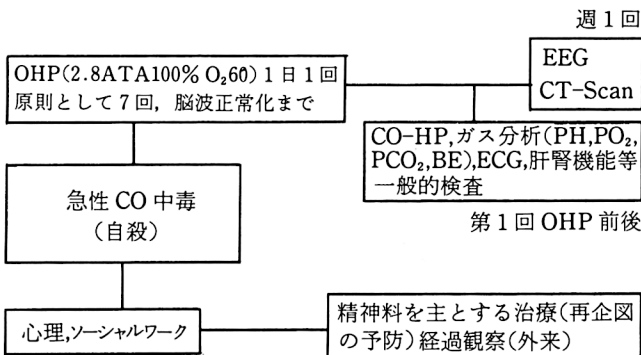 週1回
EEG
CT-Scan
OHP(2.8ATA100% O₂60)1日1回
原則として7回, 脳波正常化まで
CO-HP,ガス分析(PH,PO₂,
PCO₂,BE),ECG,肝腎機能等
一般的検査
第1回OHP前後
急性CO中毒
(自殺)
心理,ソーシャルワーク
精神料を主とする治療(再企図
の予防)経過観察(外来)